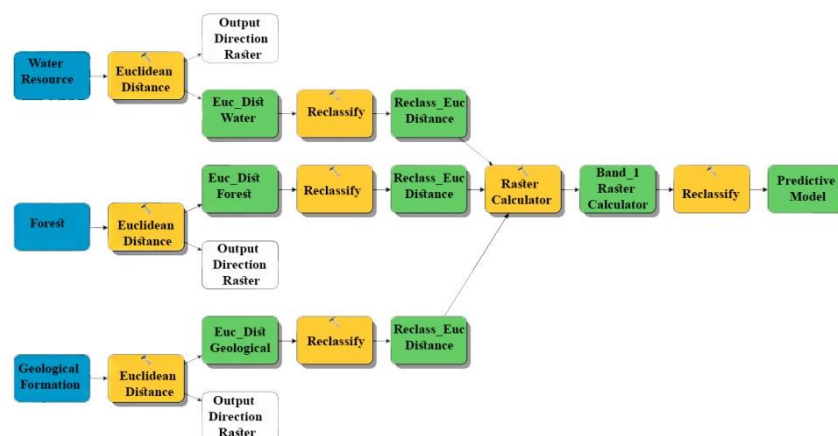 Output
Direction
Raster
Water
Resource
Euclidean
Distance
Euc_Dist
Water
Reclassify
Reclass_Euc
Distance
Euc_Dist
Forest
Reclassify
Reclass_Euc
Distance
Raster
Calculator
Band_1
Raster
Calculator
Reclassify
Predictive
Model
Forest
Euclidean
Distance
Output
Direction
Raster
Euc_Dist
Geological
Reclassify
Reclass_Euc
Distance
Geological
Formation
Euclidean
Distance
Output
Direction
Raster